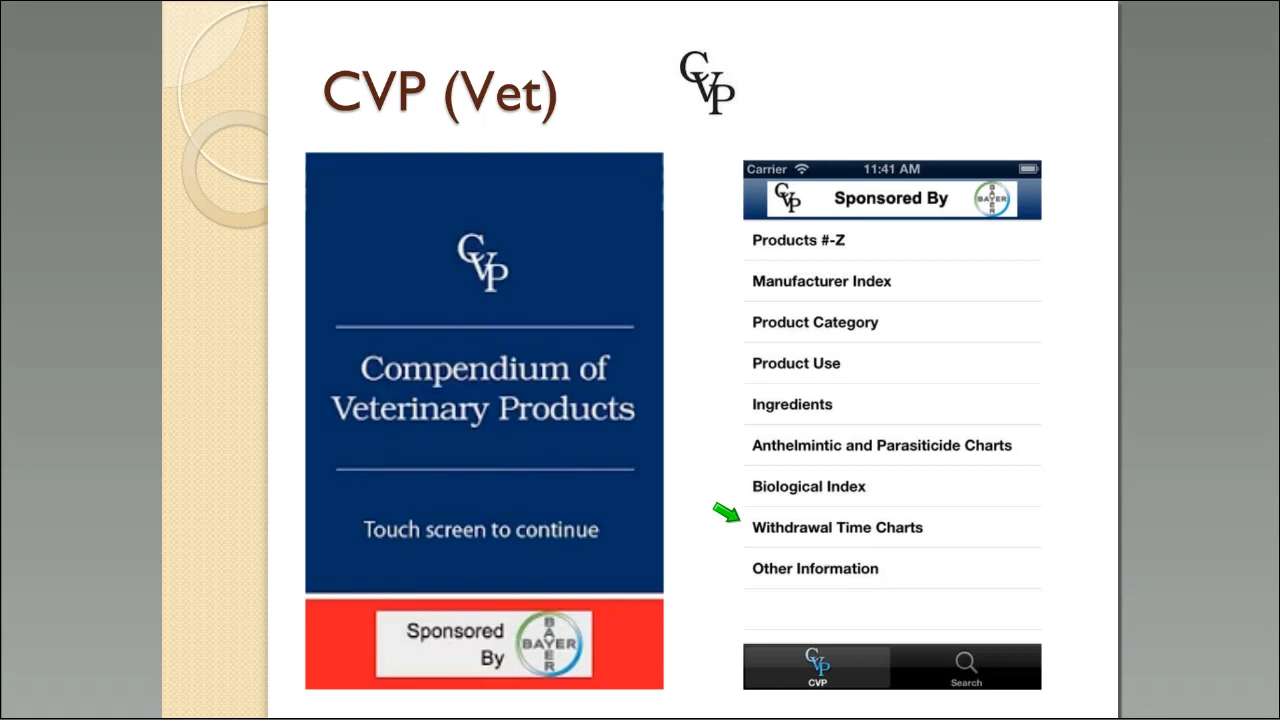 CVP (Vet)
CVP
CVP
Compendium of
Veterinary Products
Touch screen to continue
Sponsored
By
BAYER
BAYER
Carrier
11:41 AM
CVP
Sponsored By
BAYER
BAYER
Products #-Z
Manufacturer Index
Product Category
Product Use
Ingredients
Anthelmintic and Parasiticide Charts
Biological Index
Withdrawal Time Charts
Other Information
CVP
CVP
Search